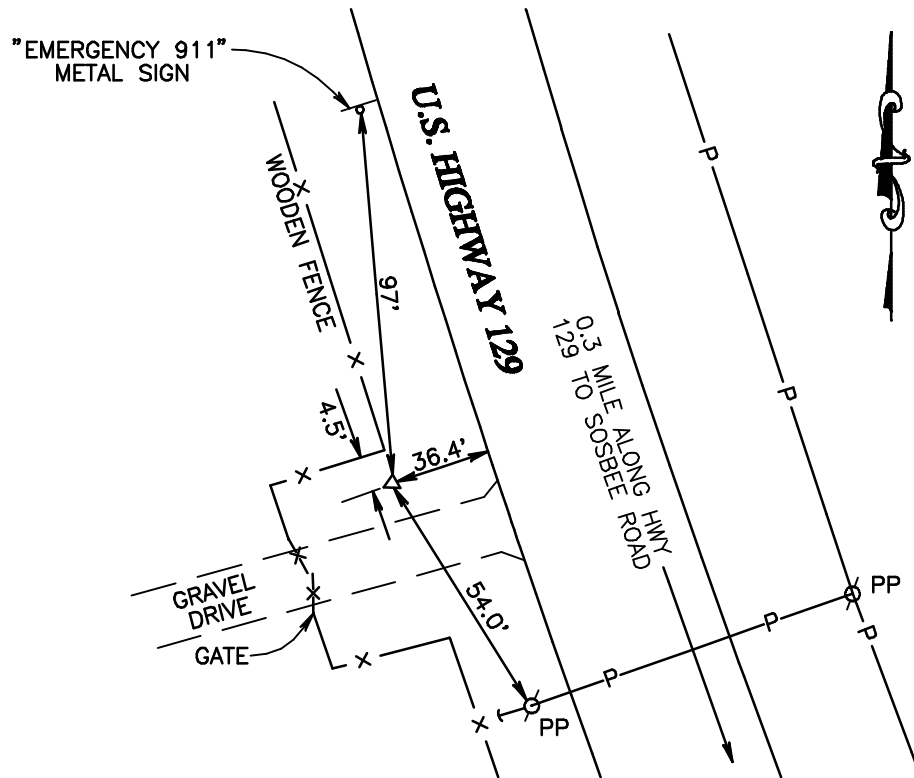 "EMERGENCY 911"
METAL SIGN
U.S. HIGHWAY 129
P
X
WOODEN FENCE
97'
0.3 MILE ALONG HWY
129 TO SOSBEE ROAD
X
P
4.5'
36.4'
X
X
GRAVEL
DRIVE
X
54.0'
PP
P
P
GATE
X
P
X
PP